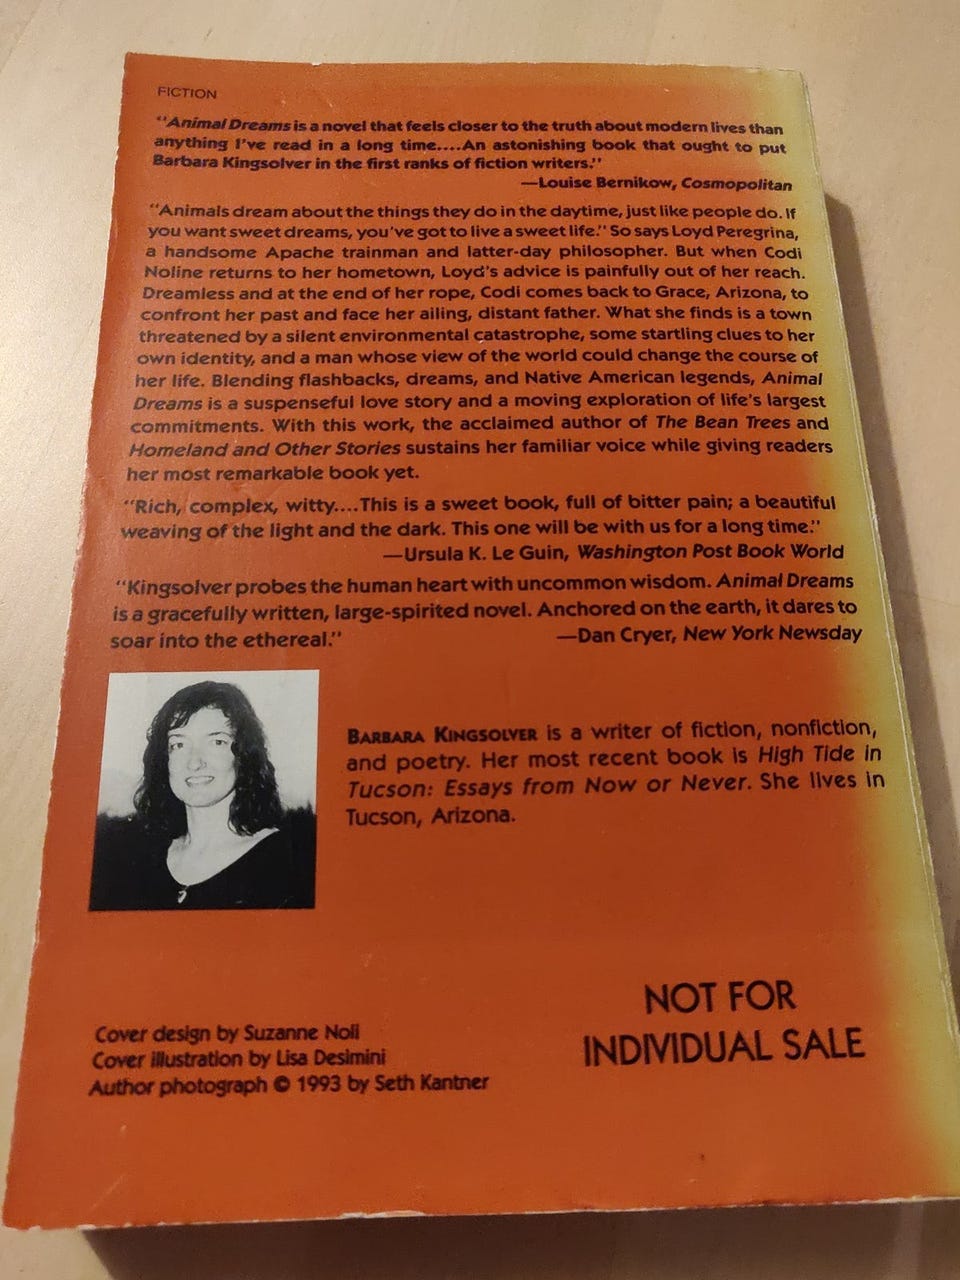 FICTION
“Animal Dreams is a novel that feels closer to the truth about modern lives than
anything I’ve read in a long time....An astonishing book that ought to put
Barbara Kingsolver in the first ranks of fiction writers.”
—Louise Bernikow, Cosmopolitan
“Animals dream about the things they do in the daytime, just like people do. If
you want sweet dreams, you’ve got to live a sweet life.” So says Loyd Peregrina,
a handsome Apache trainman and latter-day philosopher. But when Codi
Noline returns to her hometown, Loyd’s advice is painfully out of her reach.
Dreamless and at the end of her rope, Codi comes back to Grace, Arizona, to
confront her past and face her ailing, distant father. What she finds is a town
threatened by a silent environmental catastrophe, some startling clues to her
own identity, and a man whose view of the world could change the course of
her life. Blending flashbacks, dreams, and Native American legends, Animal
Dreams is a suspenseful love story and a moving exploration of life’s largest
commitments. With this work, the acclaimed author of The Bean Trees and
Homeland and Other Stories sustains her familiar voice while giving readers
her most remarkable book yet.
“Rich, complex, witty....This is a sweet book, full of bitter pain; a beautiful
weaving of the light and the dark. This one will be with us for a long time.”
—Ursula K. Le Guin, Washington Post Book World
“Kingsolver probes the human heart with uncommon wisdom. Animal Dreams
is a gracefully written, large-spirited novel. Anchored on the earth, it dares to
soar into the ethereal.” —Dan Cryer, New York Newsday
BARBARA KINGSOLVER is a writer of fiction, nonfiction,
and poetry. Her most recent book is High Tide in
Tucson: Essays from Now or Never. She lives in
Tucson, Arizona.
NOT FOR
INDIVIDUAL SALE
Cover design by Suzanne Noli
Cover illustration by Lisa Desimini
Author photograph © 1993 by Seth Kantner